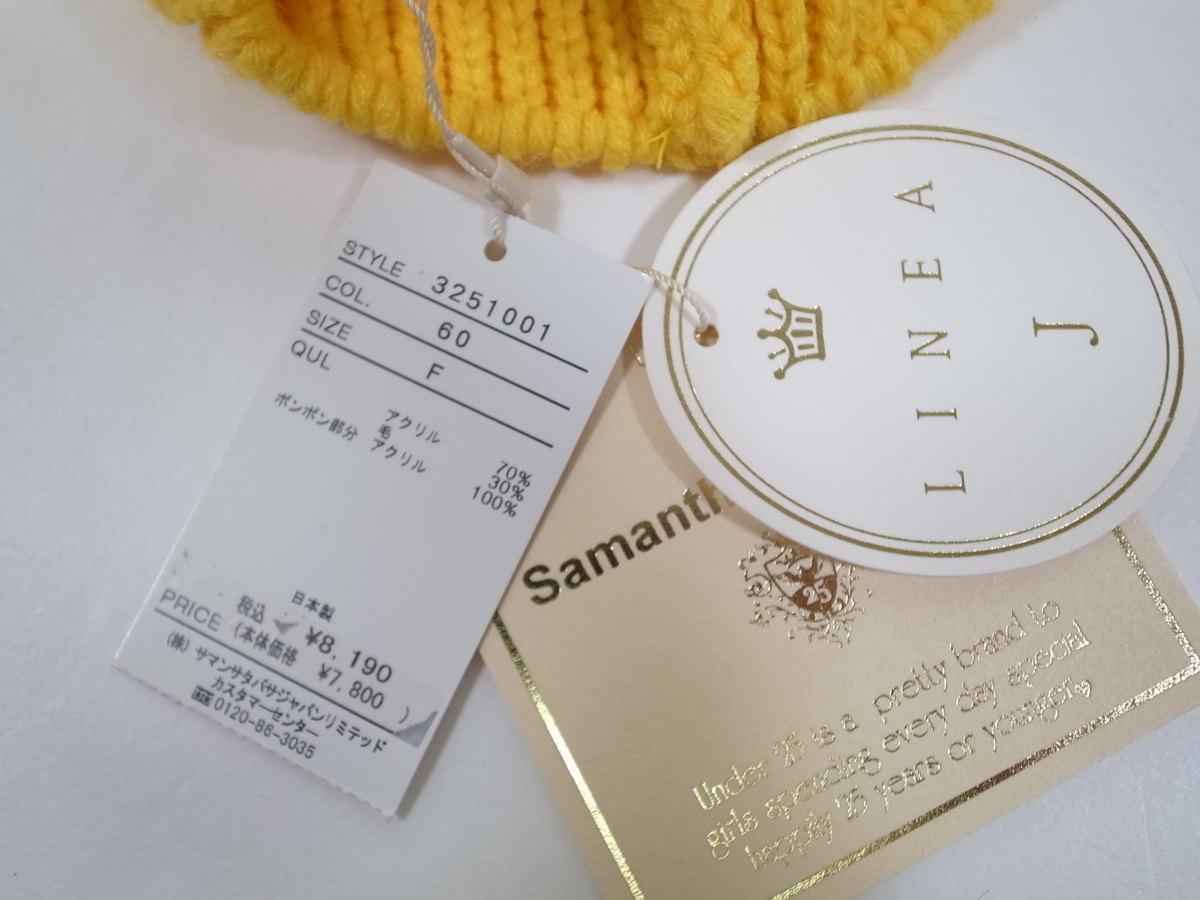 STYLE 3251001
COL. 60
SIZE F
QUL
アクリル 70%
毛 30%
ポンポン部分 アクリル 100%
日本製
PRICE 税込 ¥8,190
(本体価格 ¥7,800)
(株) サマンサタバサジャパンリミテッド
カスタマーセンター
0120-86-3035
LINEA
J
Samanth
25
Under 25 is a pretty brand to
girls spending every day special
happily 25 years or younger♥